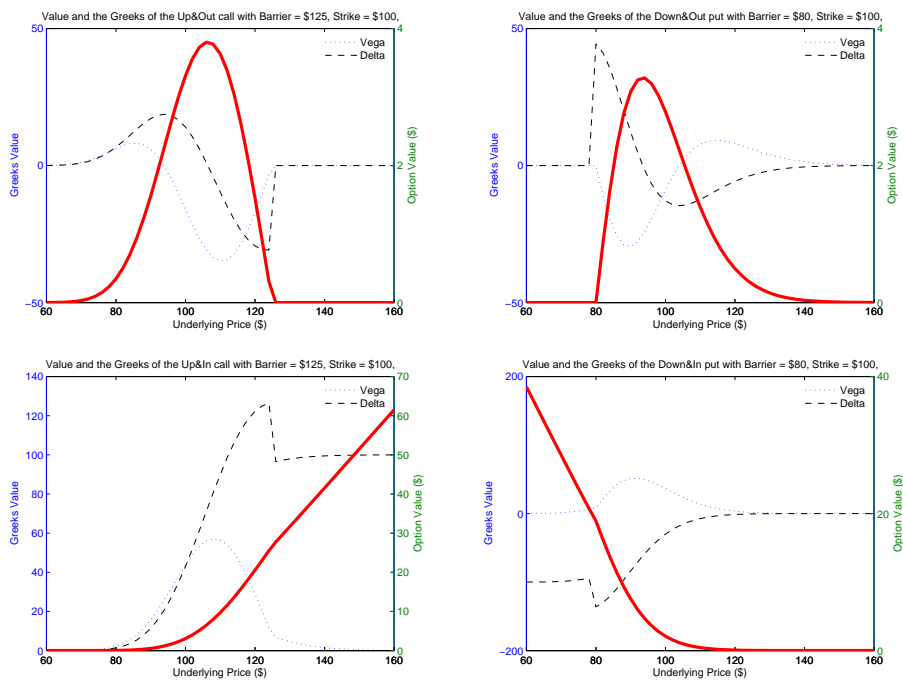 Value and the Greeks of the Up&Out call with Barrier = $125, Strike = $100,
50
0
−50
4
2
0
60
80
100
120
140
160
Greeks Value
Option Value ($)
Underlying Price ($)
Vega
Delta
Value and the Greeks of the Down&Out put with Barrier = $80, Strike = $100,
50
0
−50
4
2
0
60
80
100
120
140
160
Greeks Value
Option Value ($)
Underlying Price ($)
Vega
Delta
Value and the Greeks of the Up&In call with Barrier = $125, Strike = $100,
140
120
100
80
60
40
20
0
70
60
50
40
30
20
10
0
60
80
100
120
140
160
Greeks Value
Option Value ($)
Underlying Price ($)
Vega
Delta
Value and the Greeks of the Down&In put with Barrier = $80, Strike = $100,
200
0
−200
40
20
0
60
80
100
120
140
160
Greeks Value
Option Value ($)
Underlying Price ($)
Vega
Delta